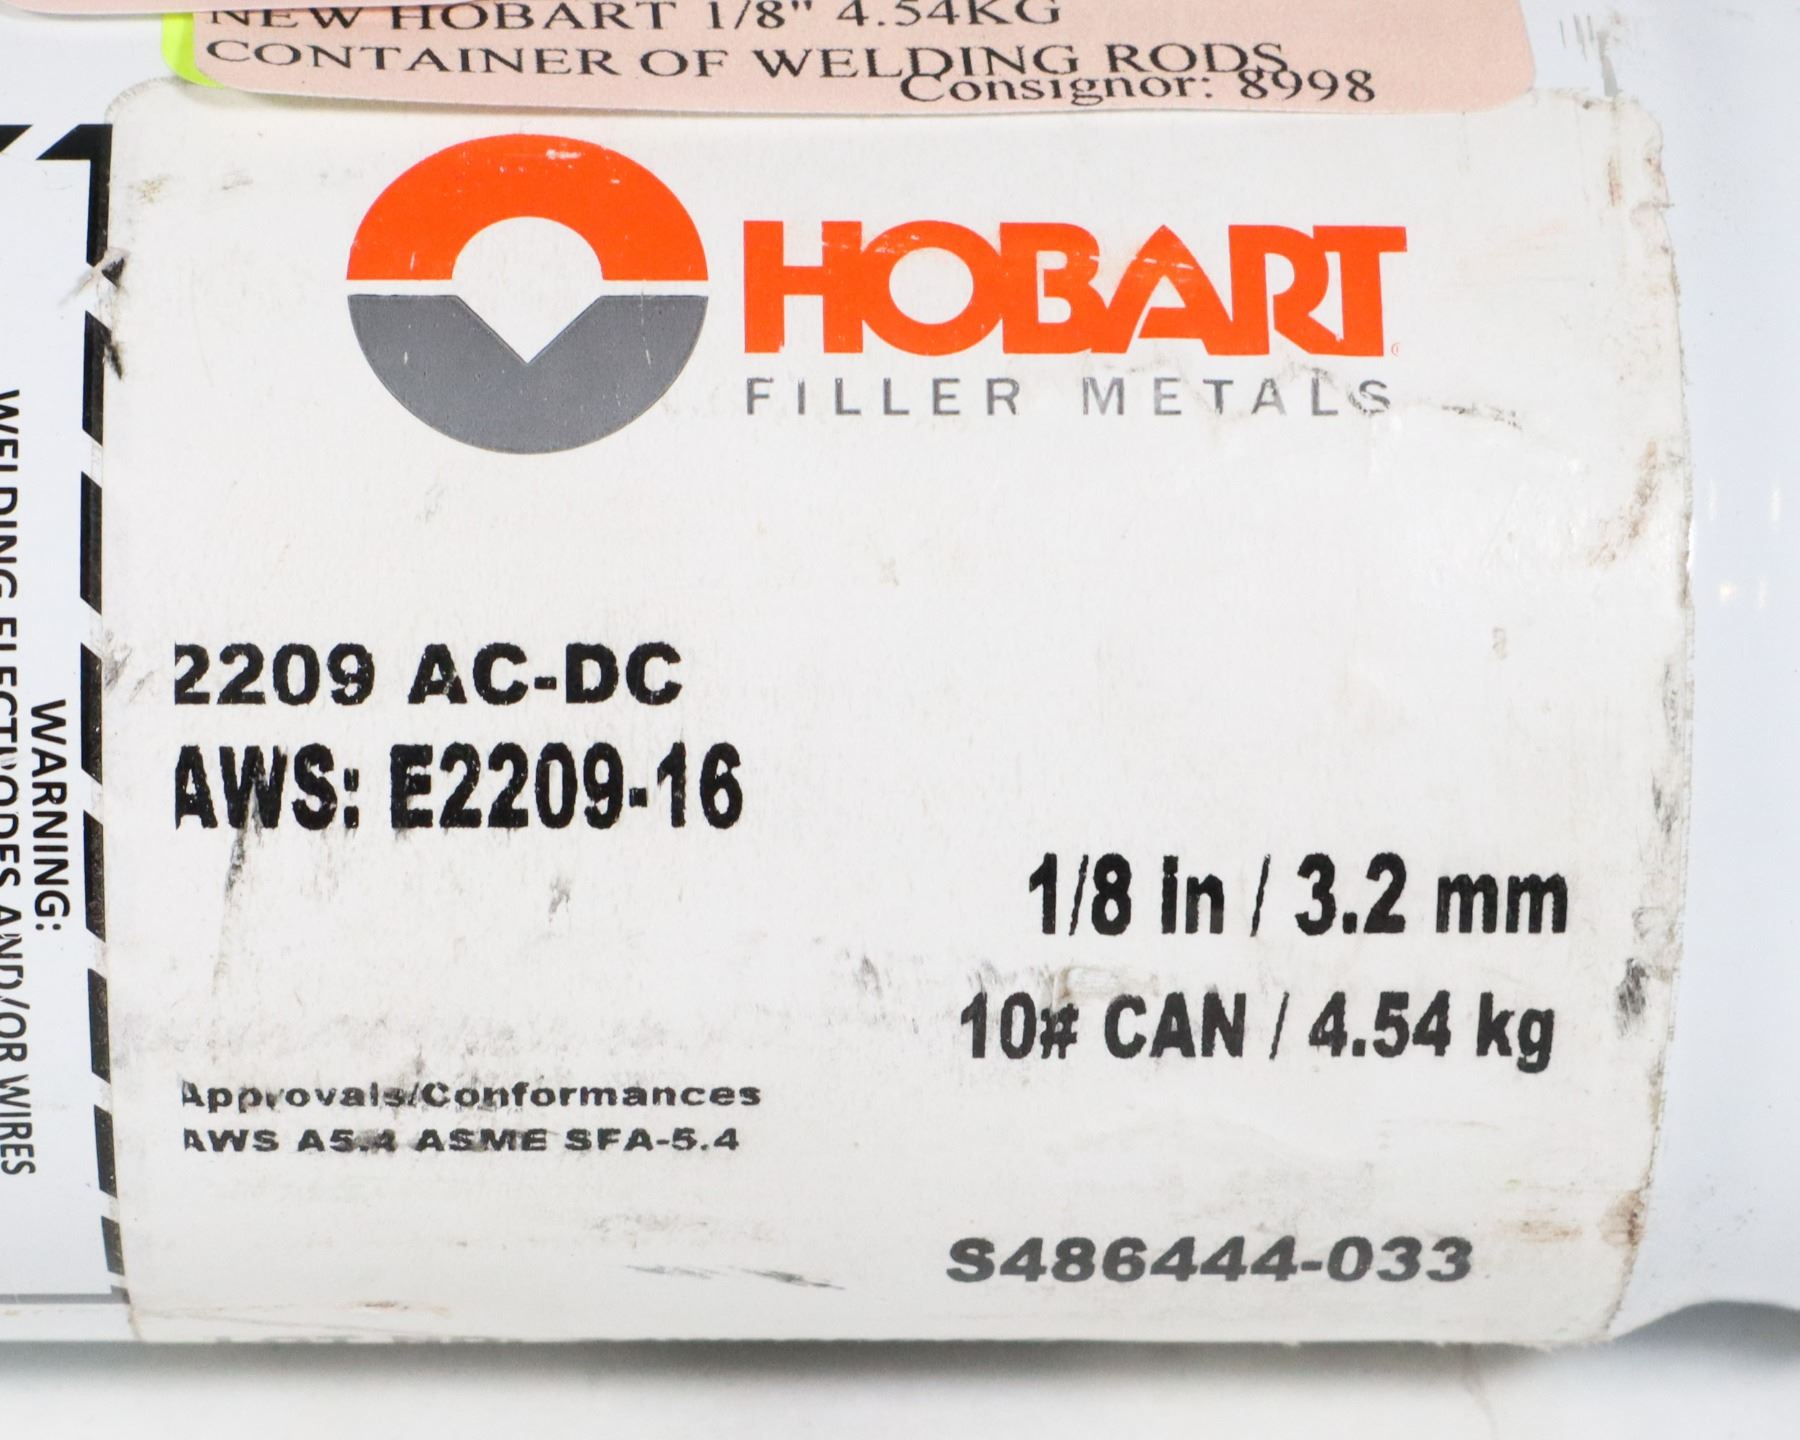 NEW HOBART 1/8" 4.54KG
CONTAINER OF WELDING RODS
Consignor: 8998
HOBART
FILLER METALS
2209 AC-DC
AWS: E2209-16
1/8 in / 3.2 mm
10# CAN / 4.54 kg
Approvals/Conformances
AWS A5.4 ASME SFA-5.4
S486444-033
WARNING:
WELDING ELECTRODES AND/OR WIRES